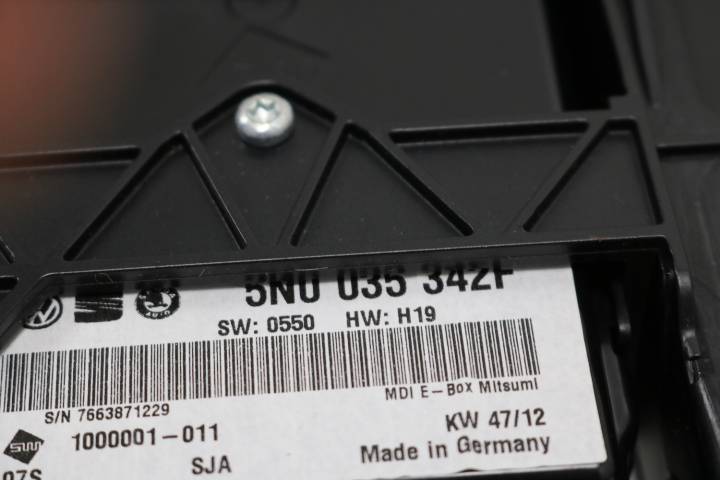 5N0 035 342F
SW: 0550 HW: H19
MDI E-Box Mitsumi
S/N 7663871229
1000001-011
KW 47/12
Made in Germany
07S SJA